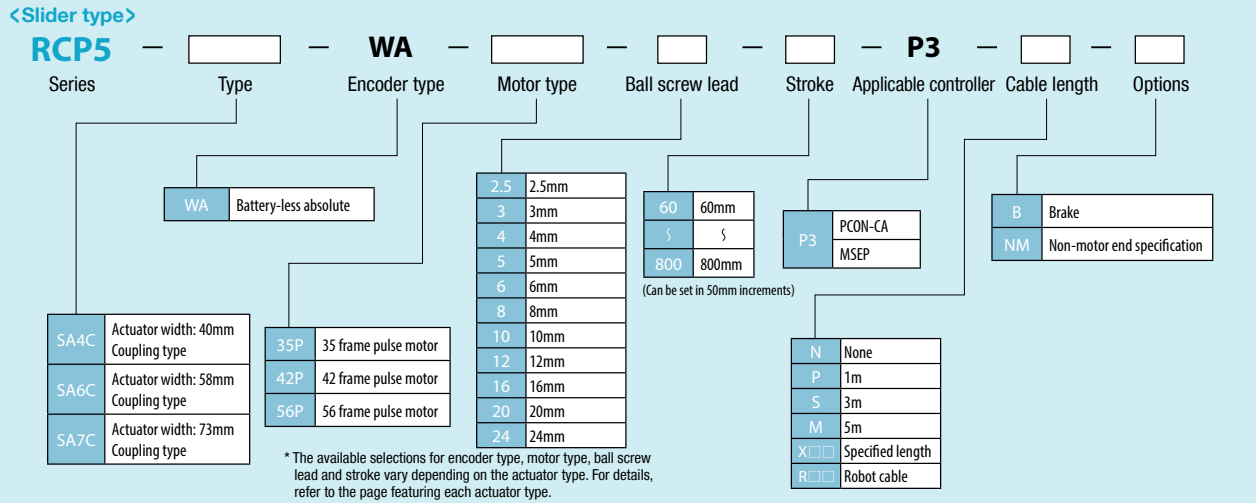 <Slider type>
RCP5 — — WA — — — — P3 — —
Series Type Encoder type Motor type Ball screw lead Stroke Applicable controller Cable length Options
WA Battery-less absolute
SA4C Actuator width: 40mm
Coupling type
SA6C Actuator width: 58mm
Coupling type
SA7C Actuator width: 73mm
Coupling type
35P 35 frame pulse motor
42P 42 frame pulse motor
56P 56 frame pulse motor
2.5 2.5mm
3 3mm
4 4mm
5 5mm
6 6mm
8 8mm
10 10mm
12 12mm
16 16mm
20 20mm
24 24mm
* The available selections for encoder type, motor type, ball screw
lead and stroke vary depending on the actuator type. For details,
refer to the page featuring each actuator type.
60 60mm
∫ ∫
800 800mm
(Can be set in 50mm increments)
P3 PCON-CA
MSEP
N None
P 1m
S 3m
M 5m
X□□ Specified length
R□□ Robot cable
B Brake
NM Non-motor end specification